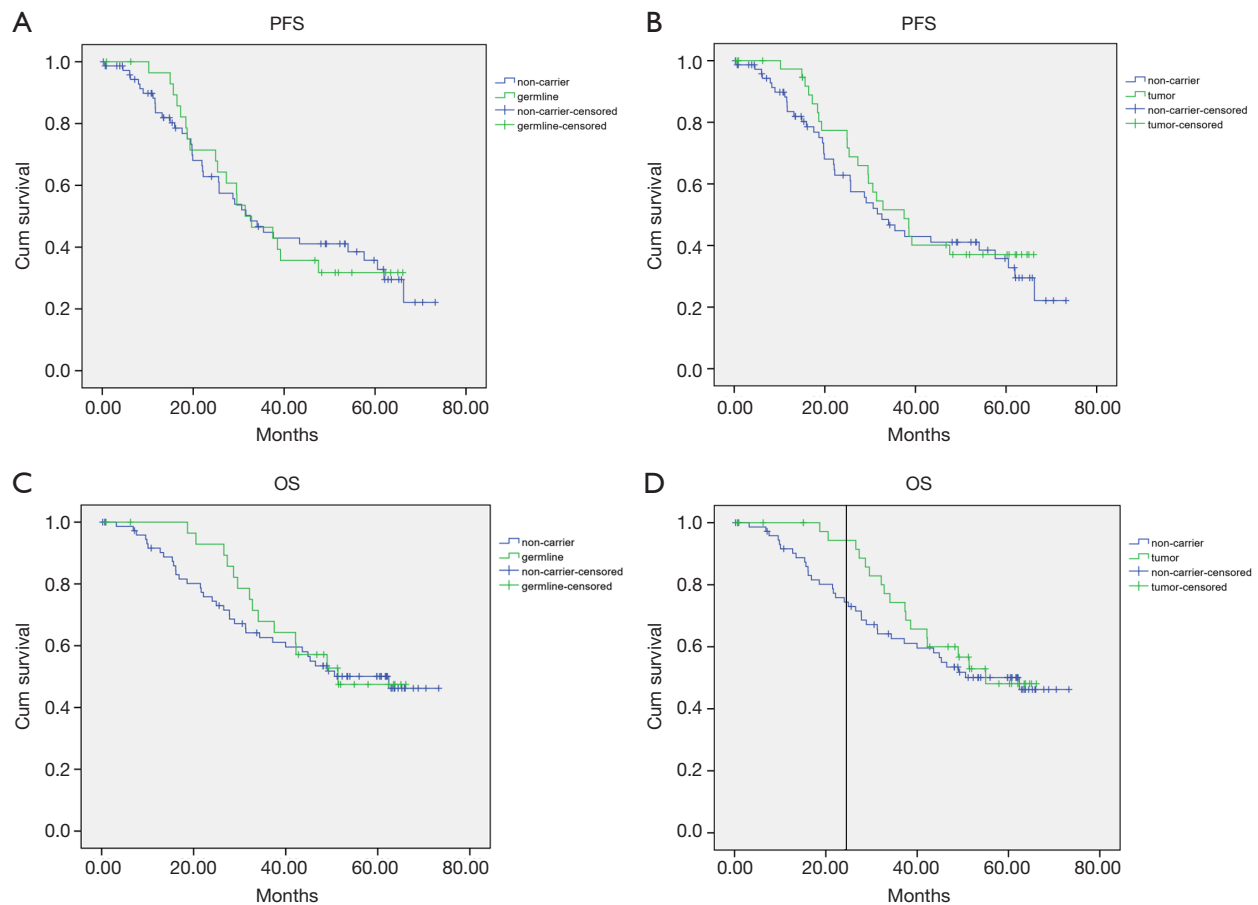 A
PFS
Cum survival
1.0
0.8
0.6
0.4
0.2
0.0
0.00 20.00 40.00 60.00 80.00
Months
non-carrier
germline
non-carrier-censored
germline-censored
B
PFS
Cum survival
1.0
0.8
0.6
0.4
0.2
0.0
0.00 20.00 40.00 60.00 80.00
Months
non-carrier
tumor
non-carrier-censored
tumor-censored
C
OS
Cum survival
1.0
0.8
0.6
0.4
0.2
0.0
0.00 20.00 40.00 60.00 80.00
Months
non-carrier
germline
non-carrier-censored
germline-censored
D
OS
Cum survival
1.0
0.8
0.6
0.4
0.2
0.0
0.00 20.00 40.00 60.00 80.00
Months
non-carrier
tumor
non-carrier-censored
tumor-censored